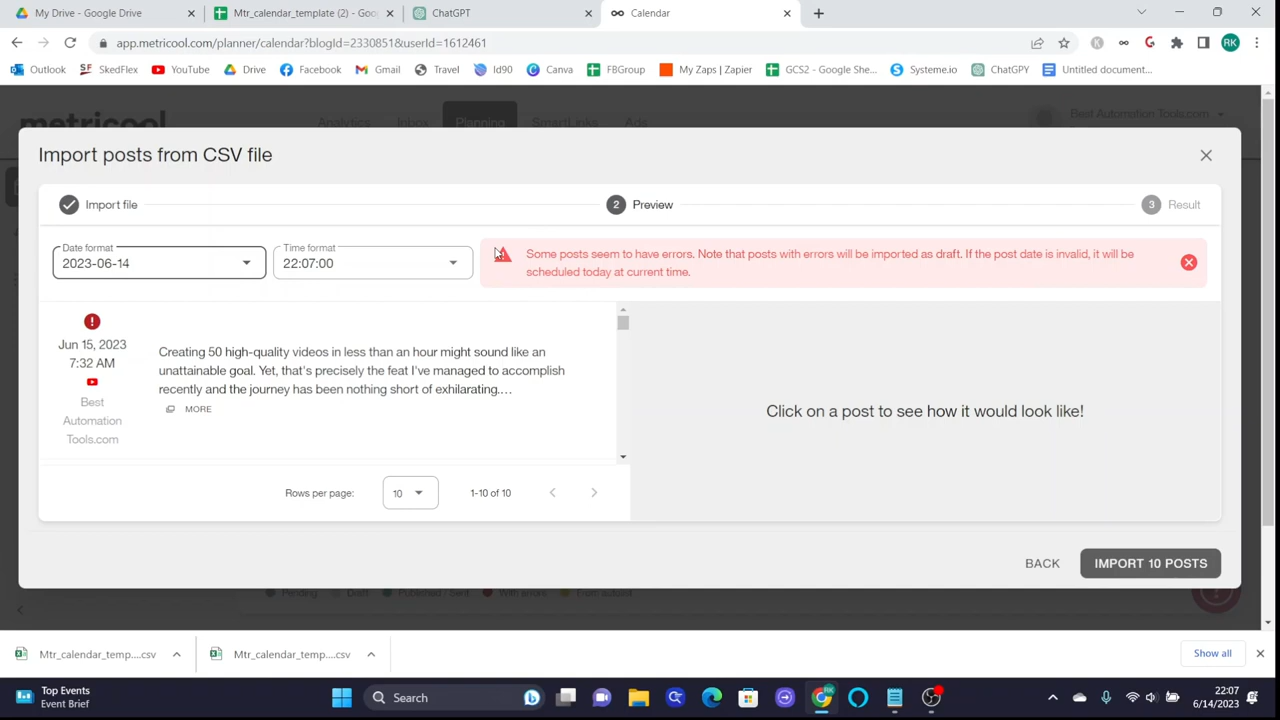 My Drive - Google Drive
Mtr_calendar_template (2) - Goo
ChatGPT
Calendar
app.metricool.com/planner/calendar?blogId=2330851&userId=1612461
RK
Outlook
SkedFlex
YouTube
Drive
Facebook
Gmail
Travel
Id90
Canva
FBGroup
My Zaps | Zapier
GCS2 - Google She...
Systeme.io
ChatGPY
Untitled document...
metricool
Analytics
Inbox
Planning
SmartLinks
Ads
Best Automation Tools.com
Import posts from CSV file
Import file
2 Preview
3 Result
Date format
2023-06-14
Time format
22:07:00
Some posts seem to have errors. Note that posts with errors will be imported as draft. If the post date is invalid, it will be
scheduled today at current time.
Jun 15, 2023
7:32 AM
Best
Automation
Tools.com
Creating 50 high-quality videos in less than an hour might sound like an
unattainable goal. Yet, that's precisely the feat I've managed to accomplish
recently and the journey has been nothing short of exhilarating.…
MORE
Click on a post to see how it would look like!
Rows per page:
10
1-10 of 10
BACK
IMPORT 10 POSTS
Pending
Draft
Published / Sent
With errors
From autolist
Mtr_calendar_temp....csv
Mtr_calendar_temp....csv
Show all
Top Events
Event Brief
Search
RK
22:07
6/14/2023